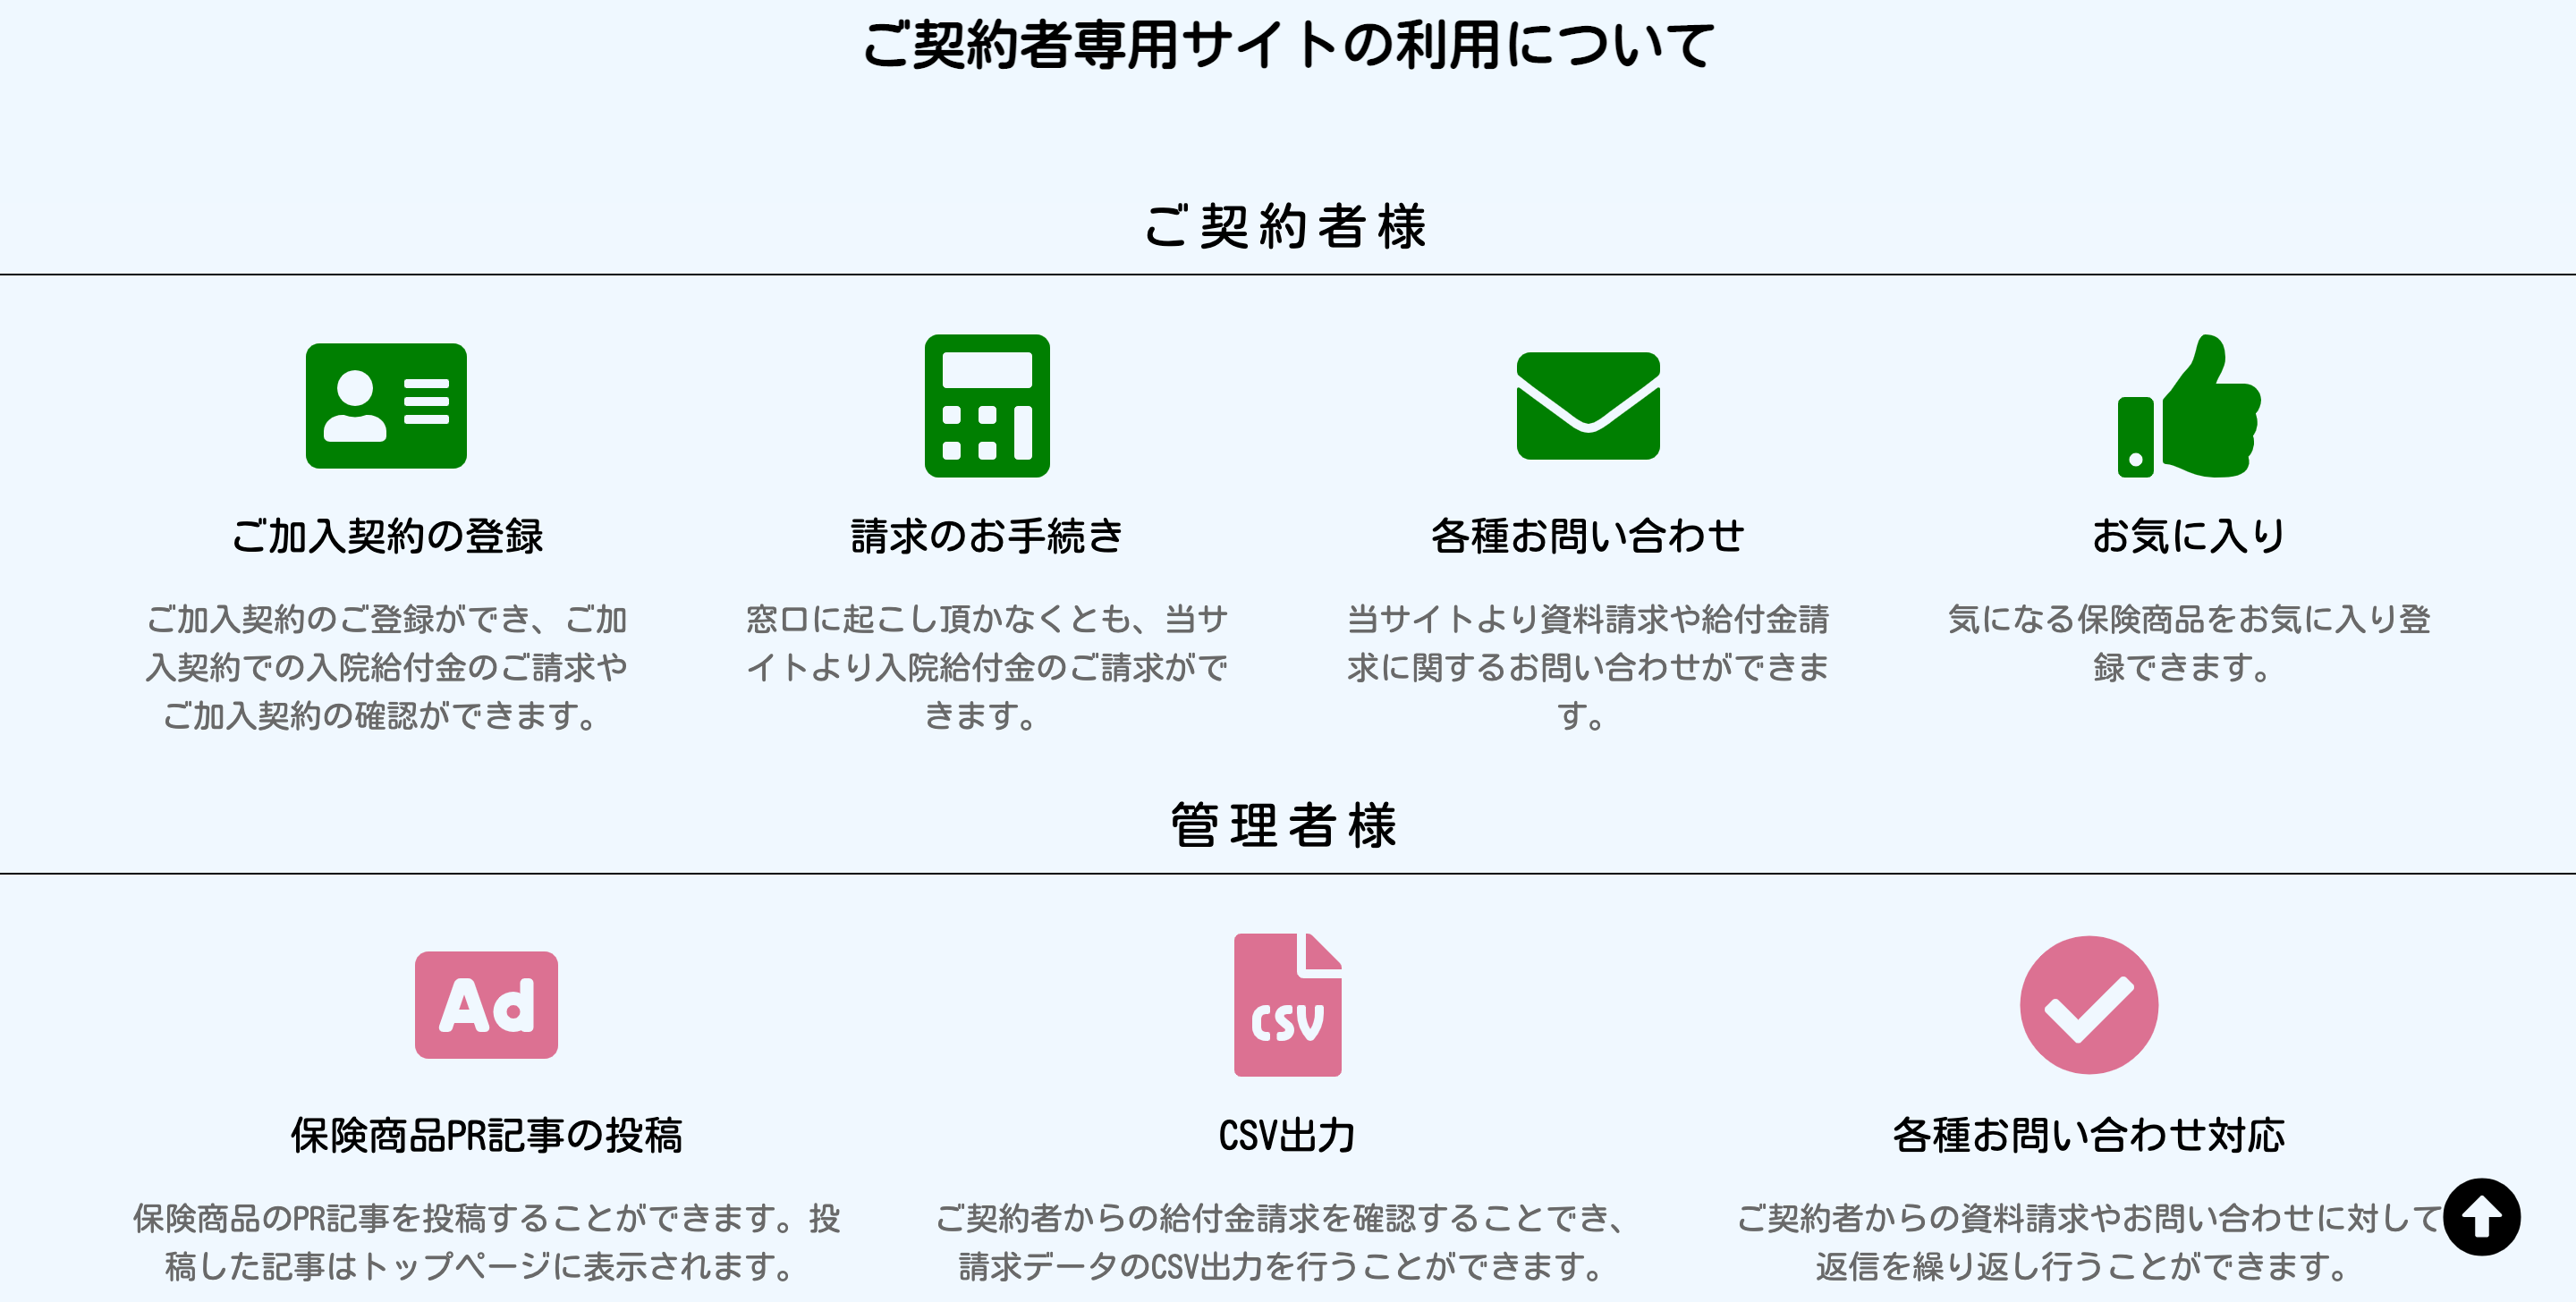 ご契約者専用サイトの利用について
ご契約者様
ご加入契約の登録
ご加入契約のご登録ができ、ご加
入契約での入院給付金のご請求や
ご加入契約の確認ができます。
請求のお手続き
窓口に起こし頂かなくとも、当サ
イトより入院給付金のご請求がで
きます。
各種お問い合わせ
当サイトより資料請求や給付金請
求に関するお問い合わせができま
す。
お気に入り
気になる保険商品をお気に入り登
録できます。
管理者様
Ad
保険商品PR記事の投稿
保険商品のPR記事を投稿することができます。投
稿した記事はトップページに表示されます。
CSV
CSV出力
ご契約者からの給付金請求を確認することでき、
請求データのCSV出力を行うことができます。
各種お問い合わせ対応
ご契約者からの資料請求やお問い合わせに対して
返信を繰り返し行うことができます。